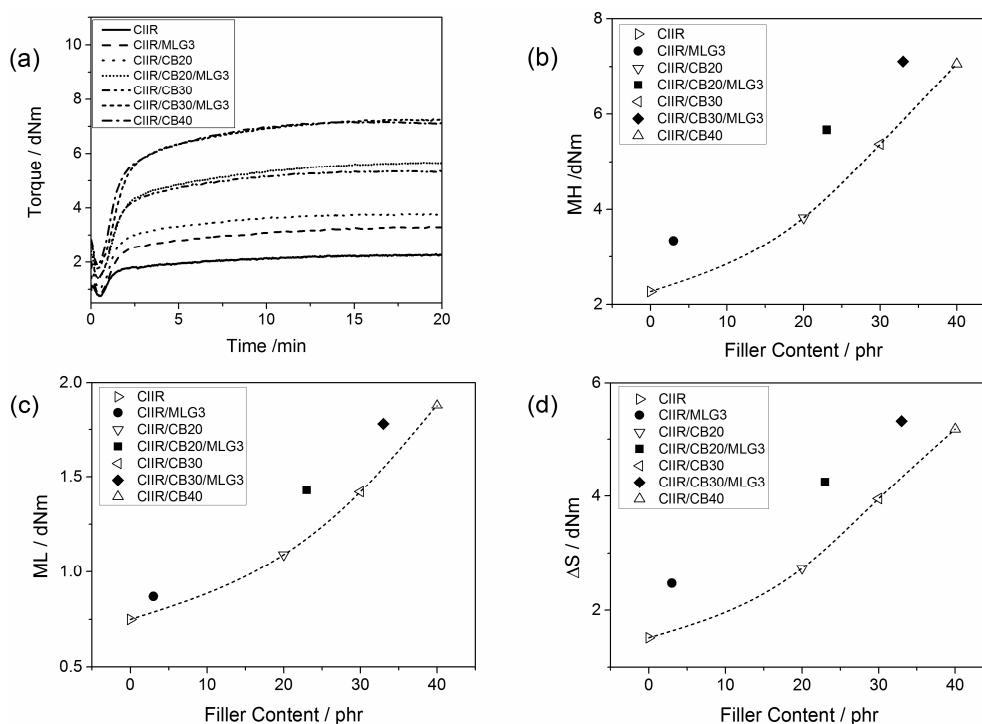 (a)
CIIR
CIIR/MLG3
CIIR/CB20
CIIR/CB20/MLG3
CIIR/CB30
CIIR/CB30/MLG3
CIIR/CB40
10
8
6
4
2
Torque / dNm
0 5 10 15 20
Time /min
(b)
CIIR
CIIR/MLG3
CIIR/CB20
CIIR/CB20/MLG3
CIIR/CB30
CIIR/CB30/MLG3
CIIR/CB40
8
6
4
2
MH /dNm
0 10 20 30 40
Filler Content / phr
(c)
CIIR
CIIR/MLG3
CIIR/CB20
CIIR/CB20/MLG3
CIIR/CB30
CIIR/CB30/MLG3
CIIR/CB40
2.0
1.5
1.0
0.5
ML / dNm
0 10 20 30 40
Filler Content / phr
(d)
CIIR
CIIR/MLG3
CIIR/CB20
CIIR/CB20/MLG3
CIIR/CB30
CIIR/CB30/MLG3
CIIR/CB40
6
4
2
ΔS / dNm
0 10 20 30 40
Filler Content / phr